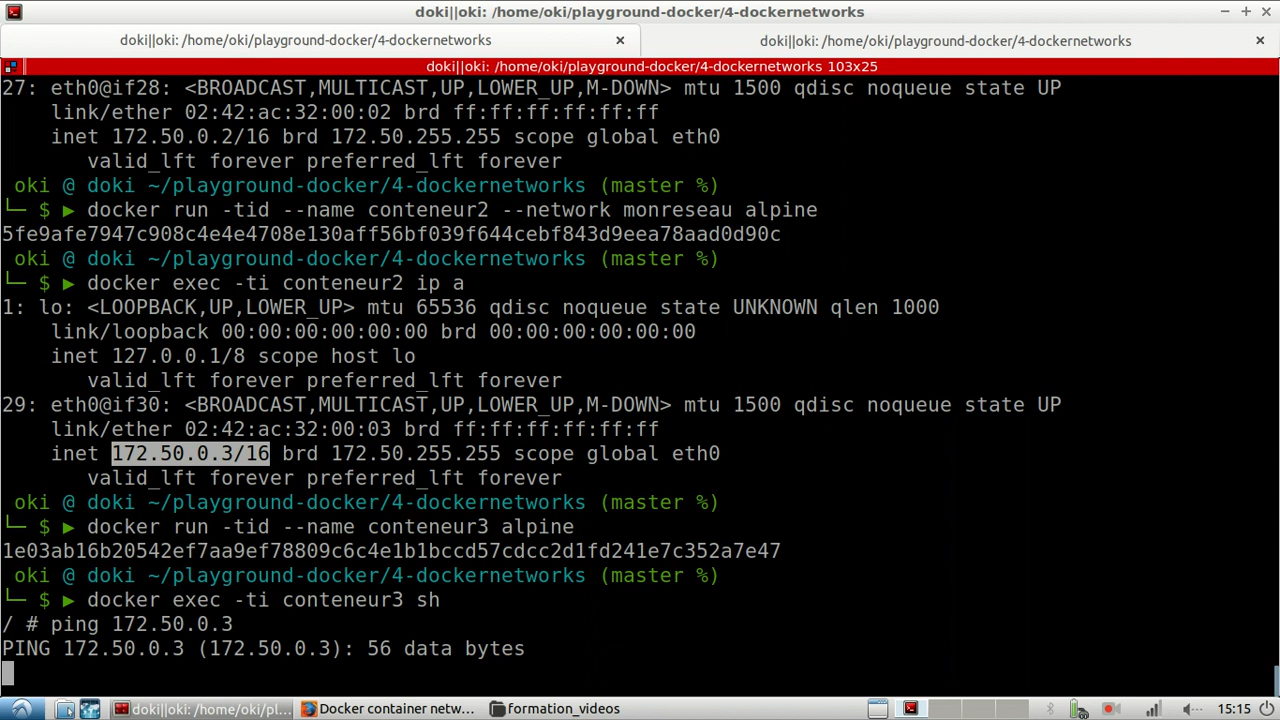 doki||oki: /home/oki/playground-docker/4-dockernetworks
doki||oki: /home/oki/playground-docker/4-dockernetworks
doki||oki: /home/oki/playground-docker/4-dockernetworks
doki||oki: /home/oki/playground-docker/4-dockernetworks 103x25
27: eth0@if28: <BROADCAST,MULTICAST,UP,LOWER_UP,M-DOWN> mtu 1500 qdisc noqueue state UP
link/ether 02:42:ac:32:00:02 brd ff:ff:ff:ff:ff:ff
inet 172.50.0.2/16 brd 172.50.255.255 scope global eth0
valid_lft forever preferred_lft forever
oki @ doki ~/playground-docker/4-dockernetworks (master %)
└─ $ ▶ docker run -tid --name conteneur2 --network monreseau alpine
5fe9afe7947c908c4e4e4708e130aff56bf039f644cebf843d9eea78aad0d90c
oki @ doki ~/playground-docker/4-dockernetworks (master %)
└─ $ ▶ docker exec -ti conteneur2 ip a
1: lo: <LOOPBACK,UP,LOWER_UP> mtu 65536 qdisc noqueue state UNKNOWN qlen 1000
link/loopback 00:00:00:00:00:00 brd 00:00:00:00:00:00
inet 127.0.0.1/8 scope host lo
valid_lft forever preferred_lft forever
29: eth0@if30: <BROADCAST,MULTICAST,UP,LOWER_UP,M-DOWN> mtu 1500 qdisc noqueue state UP
link/ether 02:42:ac:32:00:03 brd ff:ff:ff:ff:ff:ff
inet 172.50.0.3/16 brd 172.50.255.255 scope global eth0
valid_lft forever preferred_lft forever
oki @ doki ~/playground-docker/4-dockernetworks (master %)
└─ $ ▶ docker run -tid --name conteneur3 alpine
1e03ab16b20542ef7aa9ef78809c6c4e1b1bccd57cdcc2d1fd241e7c352a7e47
oki @ doki ~/playground-docker/4-dockernetworks (master %)
└─ $ ▶ docker exec -ti conteneur3 sh
/ # ping 172.50.0.3
PING 172.50.0.3 (172.50.0.3): 56 data bytes
doki||oki: /home/oki/pl... Docker container netw... formation_videos 15:15